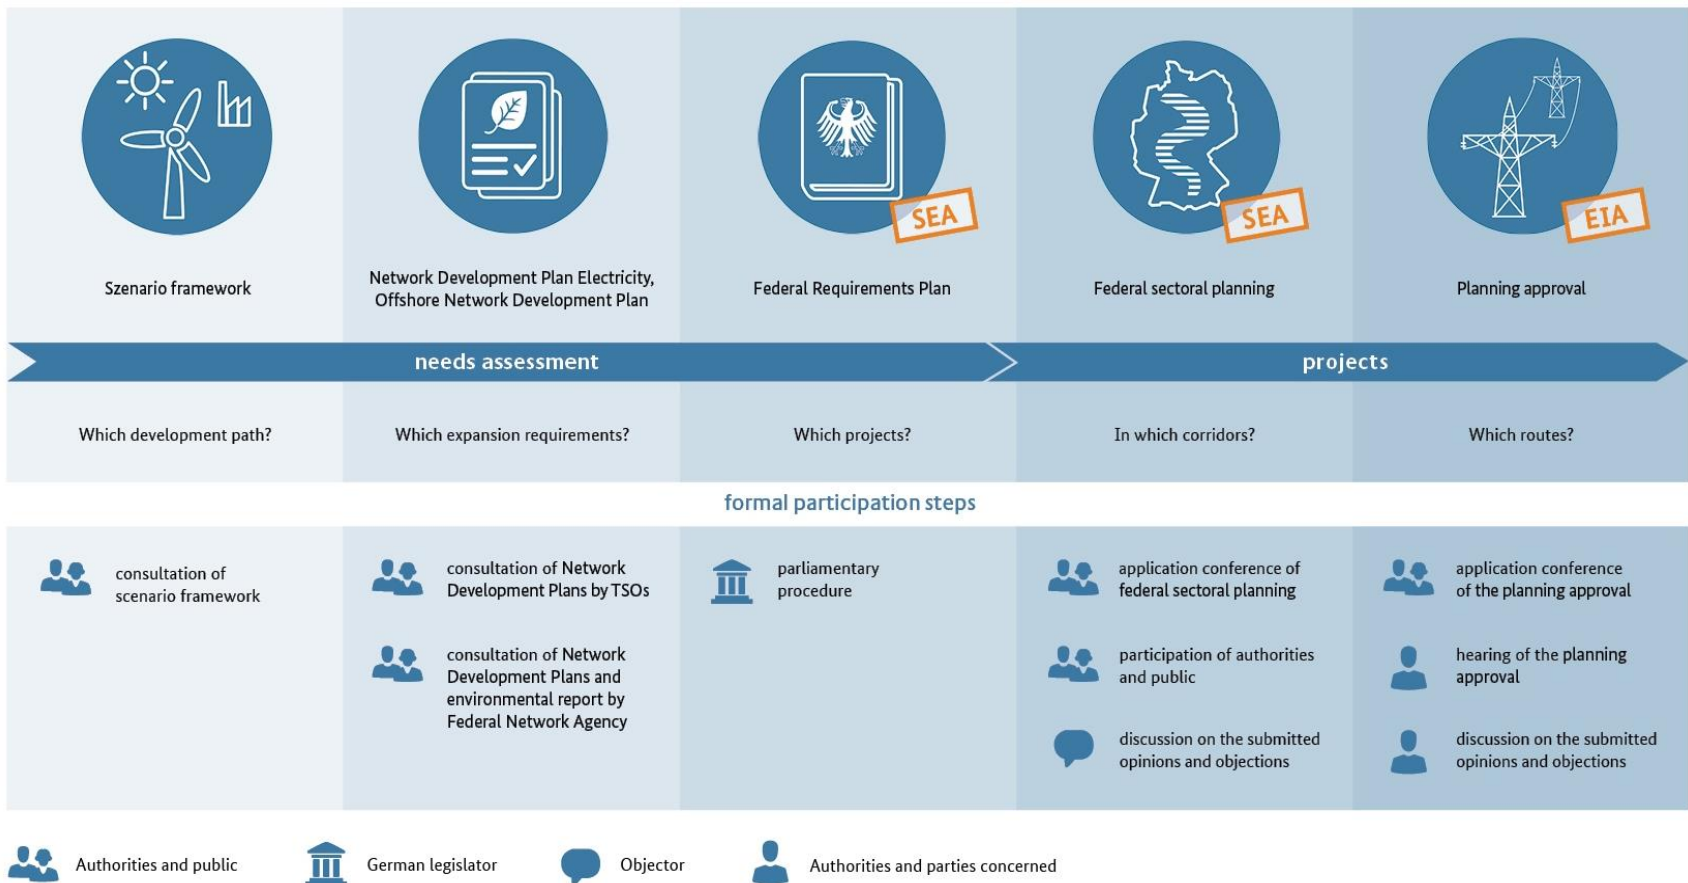 SEA
SEA
EIA
Szenario framework
Network Development Plan Electricity,
Offshore Network Development Plan
Federal Requirements Plan
Federal sectoral planning
Planning approval
needs assessment
projects
Which development path?
Which expansion requirements?
Which projects?
In which corridors?
Which routes?
formal participation steps
consultation of
scenario framework
consultation of Network
Development Plans by TSOs
consultation of Network
Development Plans and
environmental report by
Federal Network Agency
parliamentary
procedure
application conference of
federal sectoral planning
participation of authorities
and public
discussion on the submitted
opinions and objections
application conference
of the planning approval
hearing of the planning
approval
discussion on the submitted
opinions and objections
Authorities and public
German legislator
Objector
Authorities and parties concerned